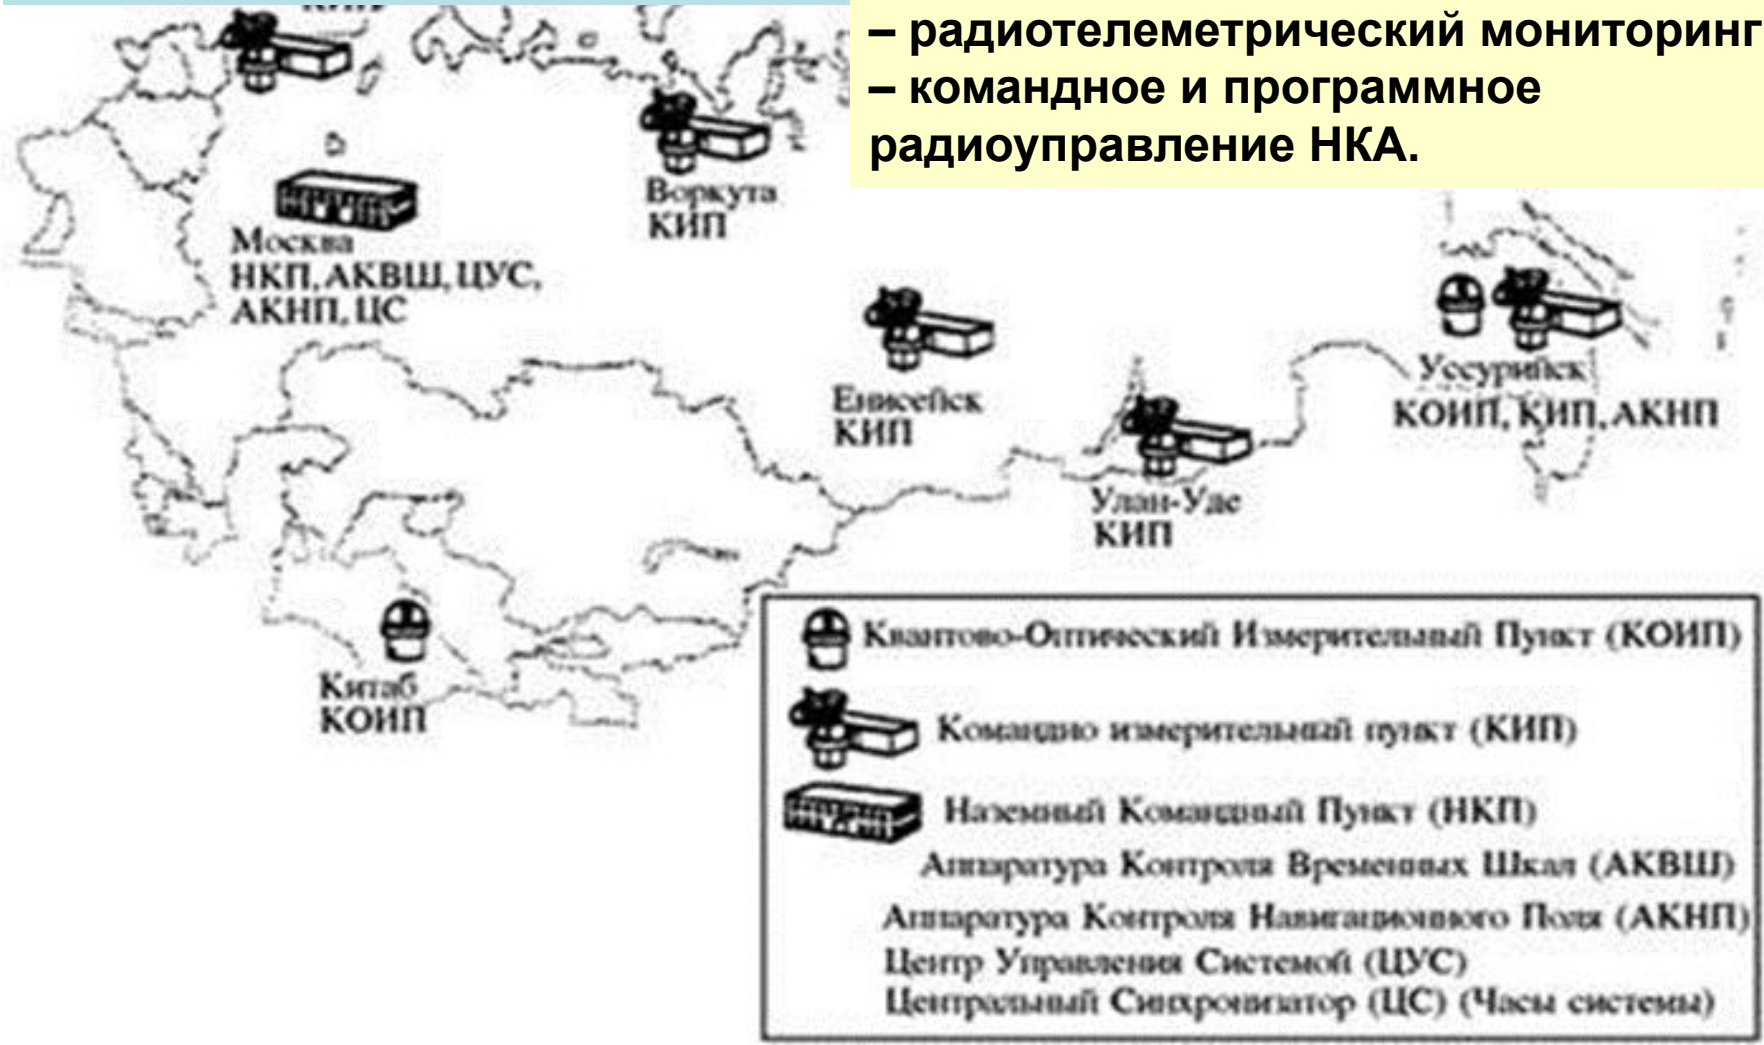 – радиотелеметрический мониторинг
– командное и программное
радиоуправление НКА.
Воркута
КИП
Москва
НКП, АКВШ, ЦУС,
АКНП, ЦС
Енисейск
КИП
Уссурийск
КОИП, КИП, АКНП
Улан-Удэ
КИП
Китаб
КОИП
Квантово-Оптический Измерительный Пункт (КОИП)
Командно измерительный пункт (КИП)
Наземный Командный Пункт (НКП)
Аппаратура Контроля Временных Шкал (АКВШ)
Аппаратура Контроля Навигационного Поля (АКНП)
Центр Управления Системой (ЦУС)
Центральный Синхронизатор (ЦС) (Часы системы)